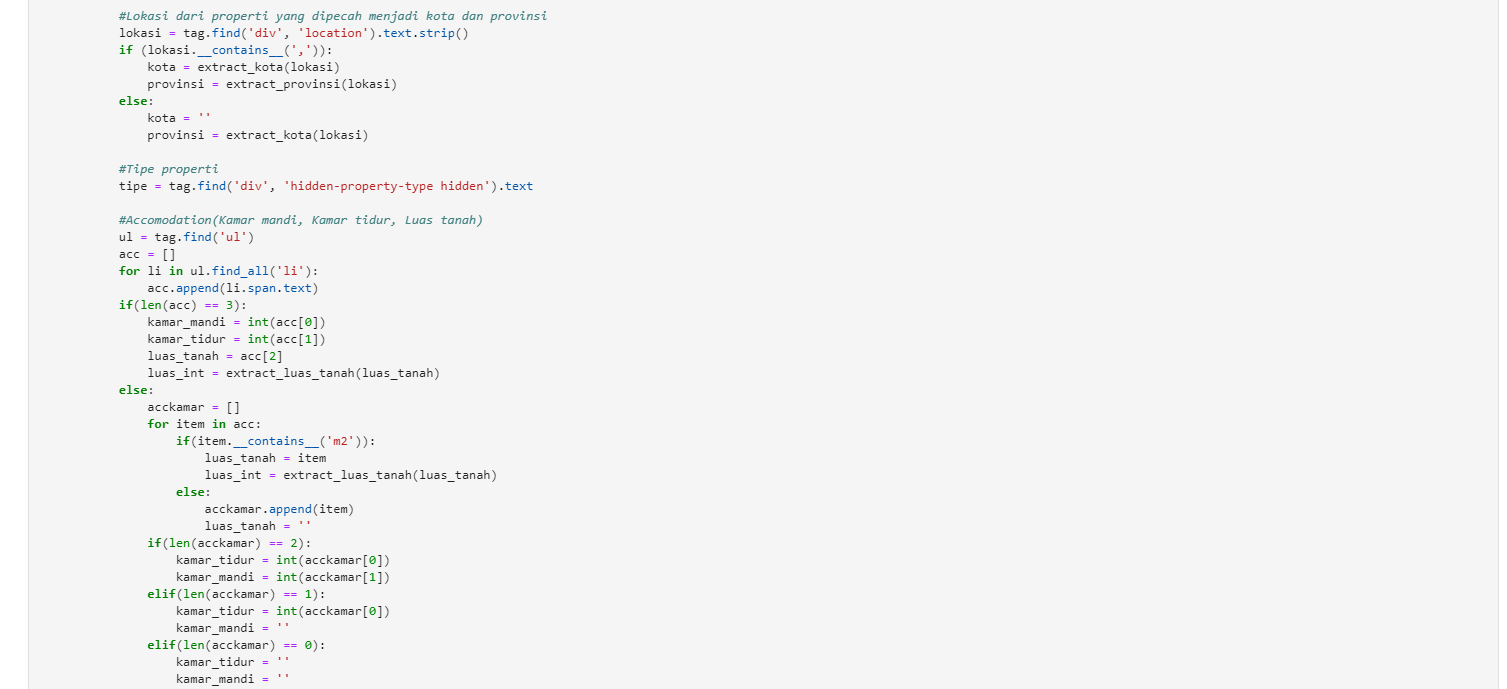 #Lokasi dari properti yang dipecah menjadi kota dan provinsi
lokasi = tag.find('div', 'location').text.strip()
if (lokasi.__contains__(',')):
    kota = extract_kota(lokasi)
    provinsi = extract_provinsi(lokasi)
else:
    kota = ''
    provinsi = extract_kota(lokasi)

#Tipe properti
tipe = tag.find('div', 'hidden-property-type hidden').text

#Accomodation(Kamar mandi, Kamar tidur, Luas tanah)
ul = tag.find('ul')
acc = []
for li in ul.find_all('li'):
    acc.append(li.span.text)
if(len(acc) == 3):
    kamar_mandi = int(acc[0])
    kamar_tidur = int(acc[1])
    luas_tanah = acc[2]
    luas_int = extract_luas_tanah(luas_tanah)
else:
    acckamar = []
    for item in acc:
        if(item.__contains__('m2')):
            luas_tanah = item
            luas_int = extract_luas_tanah(luas_tanah)
        else:
            acckamar.append(item)
            luas_tanah = ''
    if(len(acckamar) == 2):
        kamar_tidur = int(acckamar[0])
        kamar_mandi = int(acckamar[1])
    elif(len(acckamar) == 1):
        kamar_tidur = int(acckamar[0])
        kamar_mandi = ''
    elif(len(acckamar) == 0):
        kamar_tidur = ''
        kamar_mandi = ''